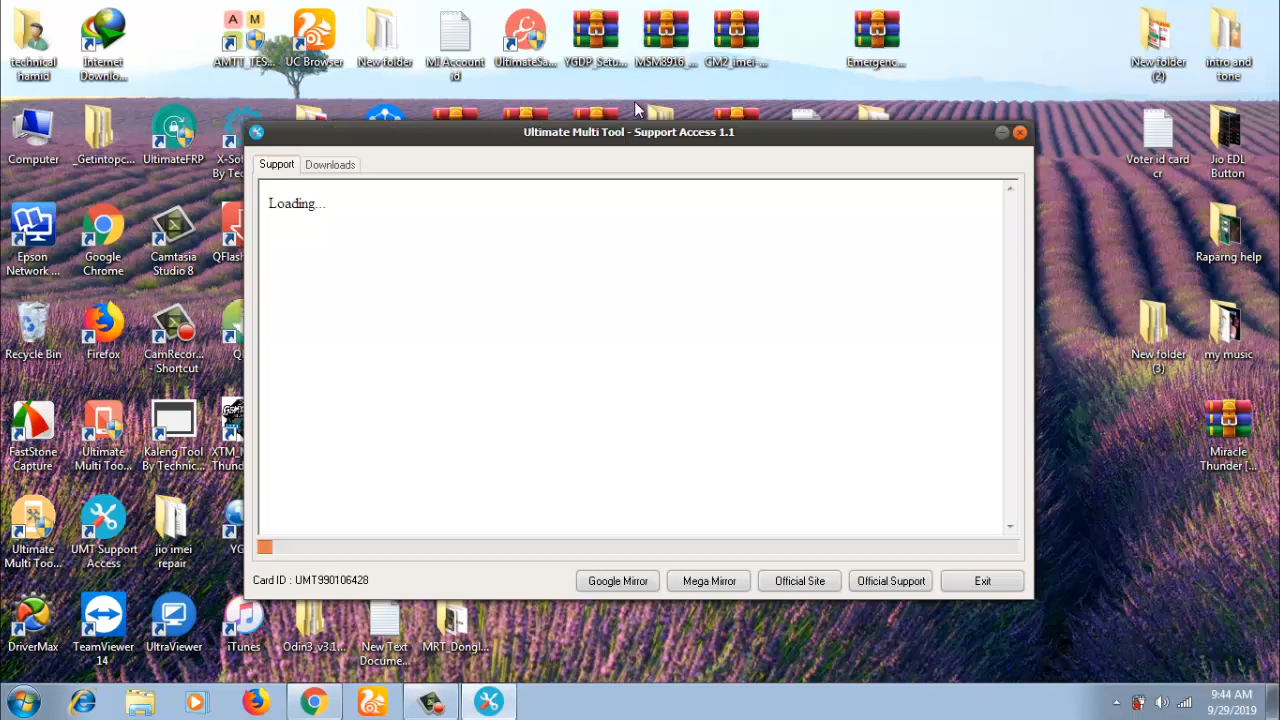 technical
hamid
Internet
Downlo...
A M
T T
AMTT_TES...
UC Browser
New folder
MI Account
id
UltimateSa...
VGDP_Setu...
MSM8916_...
CM2_imei-...
Emergenc...
New folder
(2)
intro and
tone
Computer
_Getintopc...
UltimateFRP
X-Soft
By Tec
Voter id card
cr
Jio EDL
Button
Ultimate Multi Tool - Support Access 1.1
Support
Downloads
Loading...
Epson
Network ...
Google
Chrome
Camtasia
Studio 8
QFlas
Raparng help
Recycle Bin
Firefox
CamRecor...
- Shortcut
Q
New folder
(3)
my music
FastStone
Capture
Ultimate
Multi Too...
Kaleng Tool
By Technic...
XTM_
Thund
Miracle
Thunder [...
Ultimate
Multi Too...
UMT Support
Access
jio imei
repair
YG
Card ID : UMT990106428
Google Mirror
Mega Mirror
Official Site
Official Support
Exit
DriverMax
TeamViewer
14
UltraViewer
iTunes
Odin3_v3.1...
New Text
Docume...
MRT_Dongl...
9:44 AM
9/29/2019